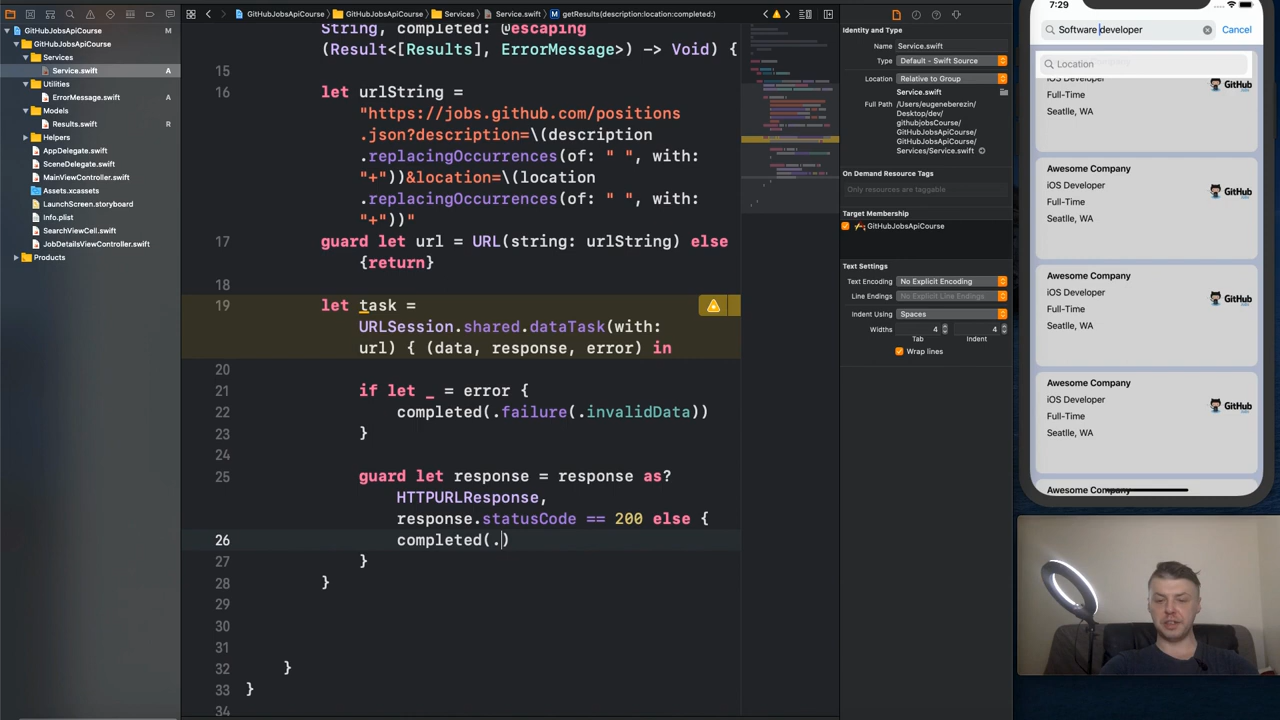 GitHubJobsApiCourse M
GitHubJobsApiCourse
Services
Service.swift A
Utilities
ErrorMessage.swift A
Models
Results.swift R
Helpers
AppDelegate.swift
SceneDelegate.swift
MainViewController.swift
Assets.xcassets
LaunchScreen.storyboard
Info.plist
SearchViewCell.swift
JobDetailsViewController.swift
Products
GitHubJobsApiCourse GitHubJobsApiCourse Services Service.swift getResults(description:location:completed:)
String, completed: @escaping
(Result<[Results], ErrorMessage>) -> Void) {
15
16 let urlString =
"https://jobs.github.com/positions
.json?description=\(description
.replacingOccurrences(of: " ", with:
"+"))&location=\(location
.replacingOccurrences(of: " ", with:
"+"))"
17 guard let url = URL(string: urlString) else
{return}
18
19 let task =
URLSession.shared.dataTask(with:
url) { (data, response, error) in
20
21 if let _ = error {
22 completed(.failure(.invalidData))
23 }
24
25 guard let response = response as?
HTTPURLResponse,
response.statusCode == 200 else {
26 completed(.)
27 }
28 }
29
30
31
32 }
33 }
34
Identity and Type
Name Service.swift
Type Default - Swift Source
Location Relative to Group
Service.swift
Full Path /Users/eugeneberezin/
Desktop/dev/
githubjobsCourse/
GitHubJobsApiCourse/
GitHubJobsApiCourse/
Services/Service.swift
On Demand Resource Tags
Only resources are taggable
Target Membership
GitHubJobsApiCourse
Text Settings
Text Encoding No Explicit Encoding
Line Endings No Explicit Line Endings
Indent Using Spaces
Widths 4 4
Tab Indent
Wrap lines
7:29
Software developer Cancel
Location
iOS Developer
Full-Time
Seatlle, WA
GitHub
Awesome Company
iOS Developer
Full-Time
Seatlle, WA
GitHub
Awesome Company
iOS Developer
Full-Time
Seatlle, WA
GitHub
Awesome Company
iOS Developer
Full-Time
Seatlle, WA
GitHub
Awesome Company